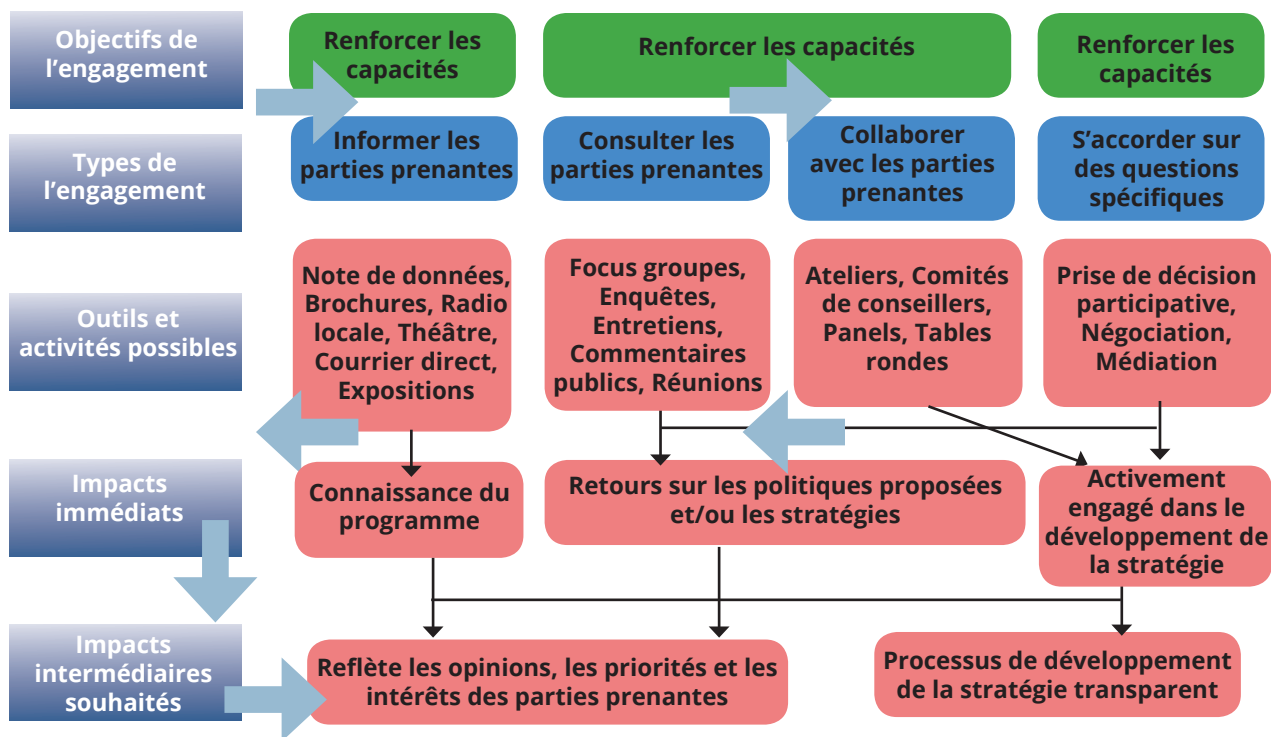 Objectifs de
l’engagement
Renforcer les
capacités
Renforcer les capacités
Renforcer les
capacités
Types de
l’engagement
Informer les
parties prenantes
Consulter les
parties prenantes
Collaborer
avec les parties
prenantes
S’accorder sur
des questions
spécifiques
Outils et
activités possibles
Note de données,
Brochures, Radio
locale, Théâtre,
Courrier direct,
Expositions
Focus groupes,
Enquêtes,
Entretiens,
Commentaires
publics, Réunions
Ateliers, Comités
de conseillers,
Panels, Tables
rondes
Prise de décision
participative,
Négociation,
Médiation
Impacts
immédiats
Connaissance du
programme
Retours sur les politiques proposées
et/ou les stratégies
Activement
engagé dans le
développement de
la stratégie
Impacts
intermédiaires
souhaités
Reflète les opinions, les priorités et les
intérêts des parties prenantes
Processus de développement
de la stratégie transparent